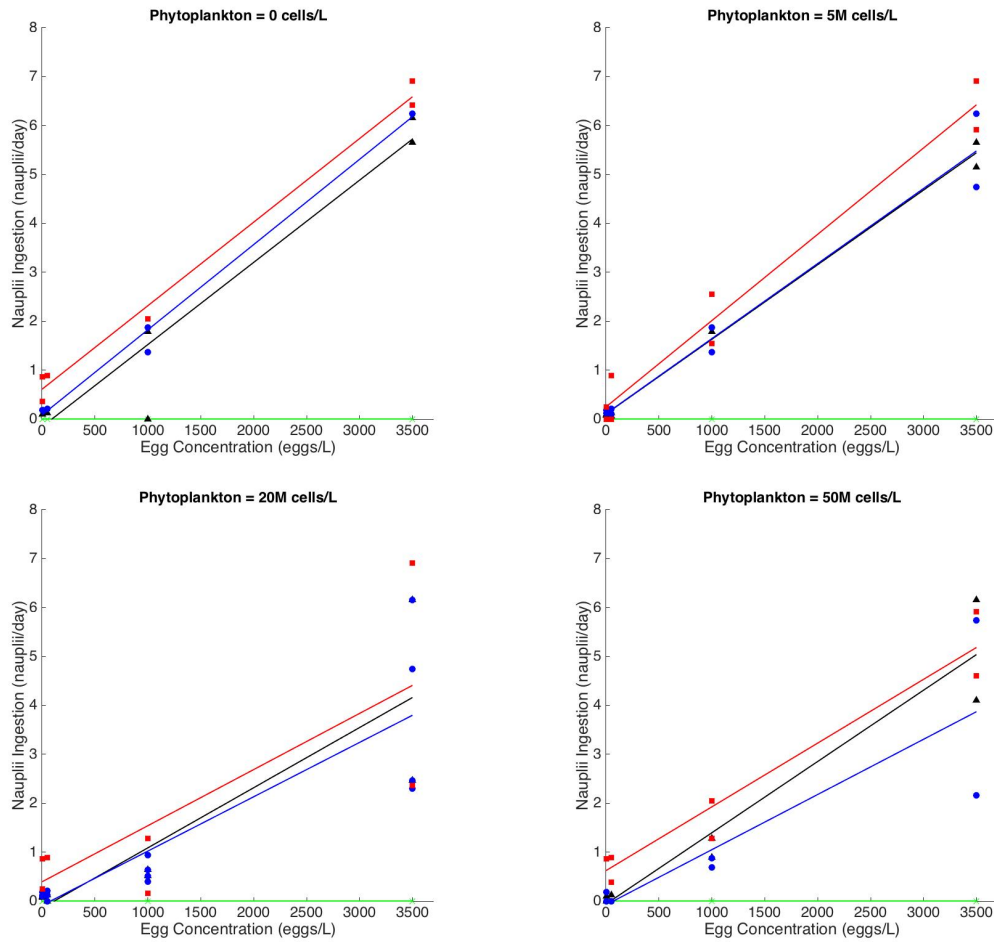 Phytoplankton = 0 cells/L
8
7
6
5
4
3
2
1
0
Nauplii Ingestion (nauplii/day)
0 500 1000 1500 2000 2500 3000 3500
Egg Concentration (eggs/L)
Phytoplankton = 5M cells/L
8
7
6
5
4
3
2
1
0
Nauplii Ingestion (nauplii/day)
0 500 1000 1500 2000 2500 3000 3500
Egg Concentration (eggs/L)
Phytoplankton = 20M cells/L
8
7
6
5
4
3
2
1
0
Nauplii Ingestion (nauplii/day)
0 500 1000 1500 2000 2500 3000 3500
Egg Concentration (eggs/L)
Phytoplankton = 50M cells/L
8
7
6
5
4
3
2
1
0
Nauplii Ingestion (nauplii/day)
0 500 1000 1500 2000 2500 3000 3500
Egg Concentration (eggs/L)